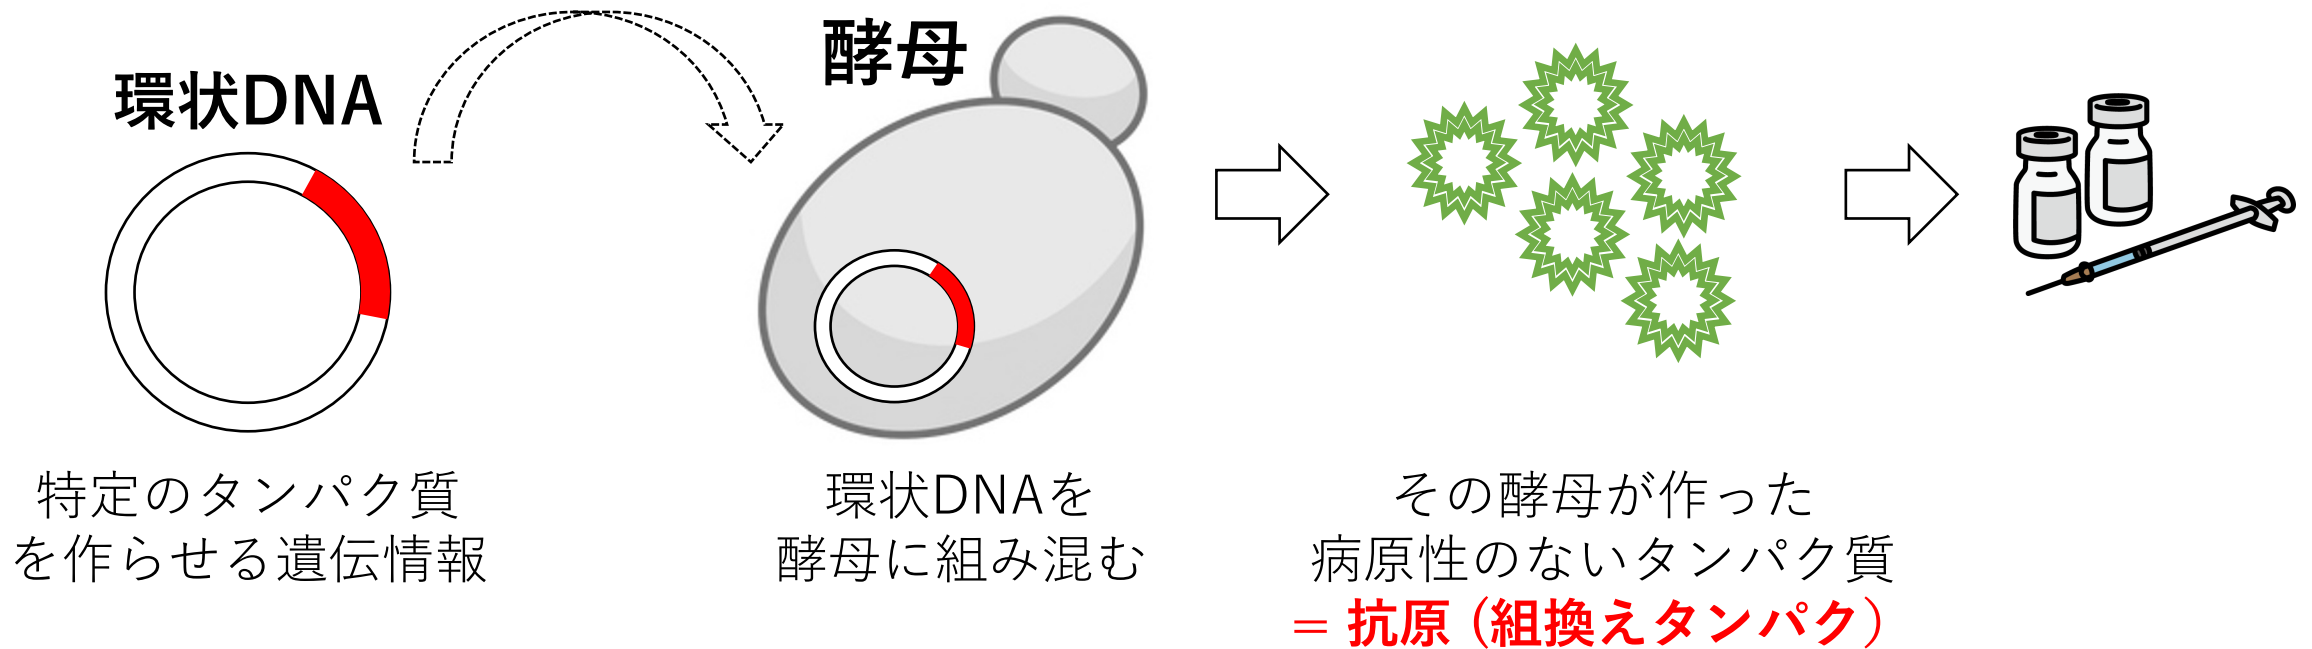 環状DNA
酵母
特定のタンパク質
を作らせる遺伝情報
環状DNAを
酵母に組み混む
その酵母が作った
病原性のないタンパク質
= 抗原（組換えタンパク）